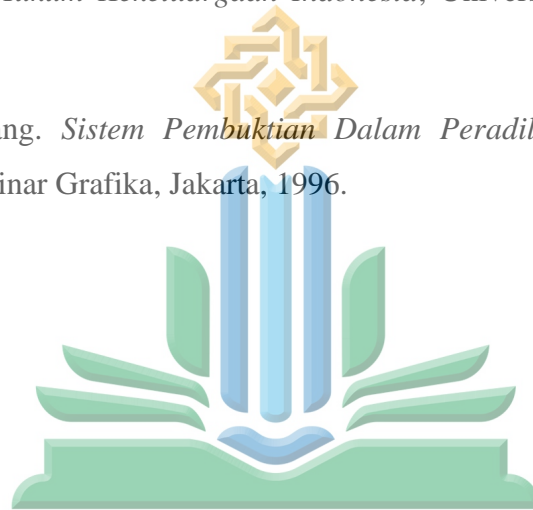 Hukum Kekeluargaan Indonesia, Univer
ang. Sistem Pembuktian Dalam Peradil
inar Grafika, Jakarta, 1996.